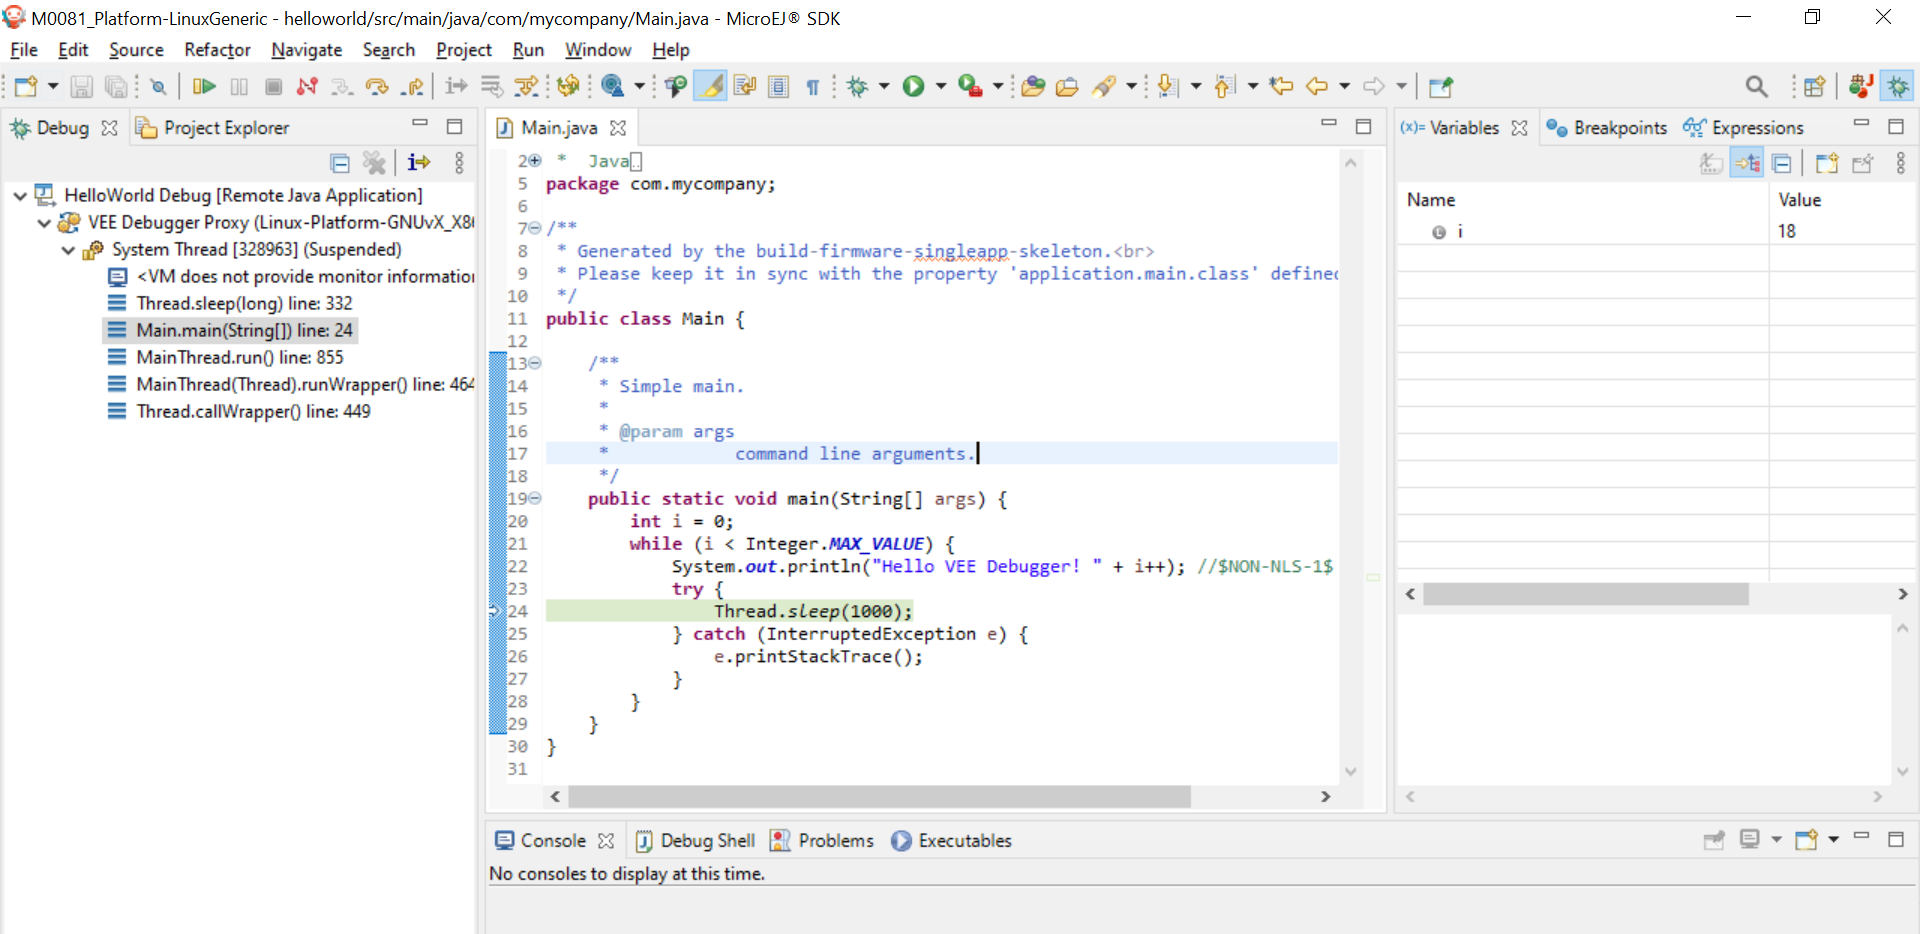 M0081_Platform-LinuxGeneric - helloworld/src/main/java/com/mycompany/Main.java - MicroEJ® SDK
File Edit Source Refactor Navigate Search Project Run Window Help
Debug Project Explorer
HelloWorld Debug [Remote Java Application]
VEE Debugger Proxy (Linux-Platform-GNUvX_X8
System Thread [328963] (Suspended)
<VM does not provide monitor information
Thread.sleep(long) line: 332
Main.main(String[]) line: 24
MainThread.run() line: 855
MainThread(Thread).runWrapper() line: 464
Thread.callWrapper() line: 449
Main.java
2 * Java
5 package com.mycompany;
6
7 /**
8 * Generated by the build-firmware-singleapp-skeleton.<br>
9 * Please keep it in sync with the property 'application.main.class' defined
10 */
11 public class Main {
12
13 /**
14 * Simple main.
15 *
16 * @param args
17 * command line arguments.
18 */
19 public static void main(String[] args) {
20 int i = 0;
21 while (i < Integer.MAX_VALUE) {
22 System.out.println("Hello VEE Debugger! " + i++); //$NON-NLS-1$
23 try {
24 Thread.sleep(1000);
25 } catch (InterruptedException e) {
26 e.printStackTrace();
27 }
28 }
29 }
30 }
31
(x)= Variables Breakpoints Expressions
Name Value
i 18
Console Debug Shell Problems Executables
No consoles to display at this time.